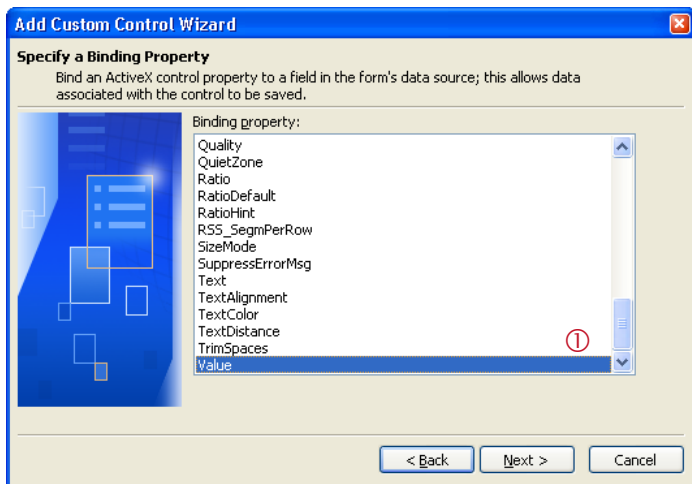 Add Custom Control Wizard
Specify a Binding Property
Bind an ActiveX control property to a field in the form's data source; this allows data
associated with the control to be saved.
Binding property:
Quality
QuietZone
Ratio
RatioDefault
RatioHint
RSS_SegmPerRow
SizeMode
SuppressErrorMsg
Text
TextAlignment
TextColor
TextDistance
TrimSpaces
①
Value
< Back Next > Cancel